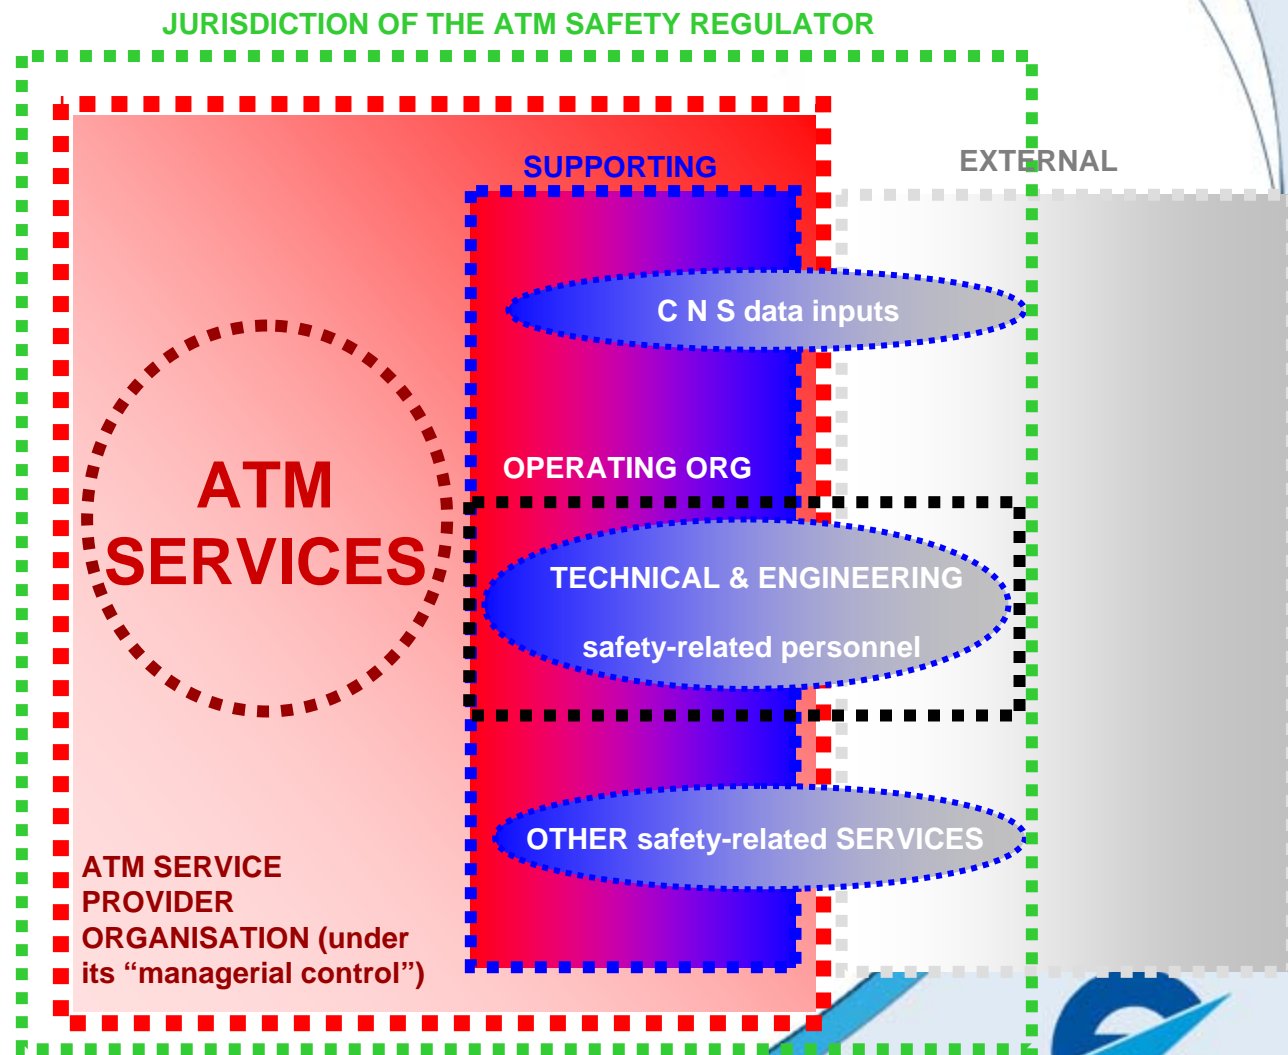 JURISDICTION OF THE ATM SAFETY REGULATOR
SUPPORTING
EXTERNAL
C N S data inputs
OPERATING ORG
ATM
SERVICES
TECHNICAL & ENGINEERING
safety-related personnel
OTHER safety-related SERVICES
ATM SERVICE
PROVIDER
ORGANISATION (under
its “managerial control”)